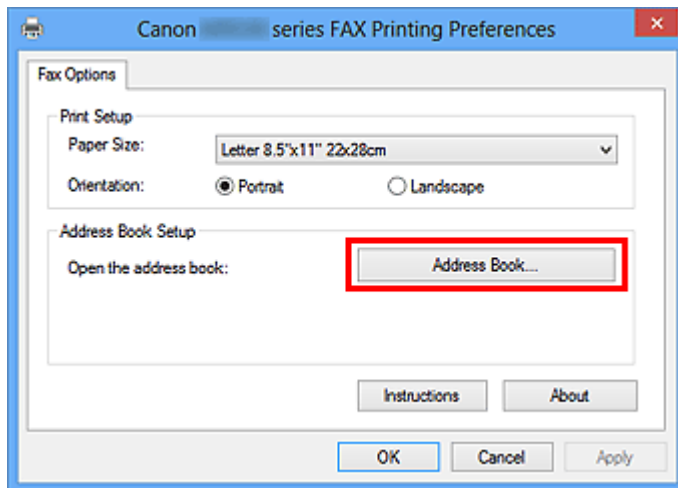 Canon series FAX Printing Preferences
Fax Options
Print Setup
Paper Size: Letter 8.5"x11" 22x28cm
Orientation: Portrait Landscape
Address Book Setup
Open the address book: Address Book...
Instructions About
OK Cancel Apply